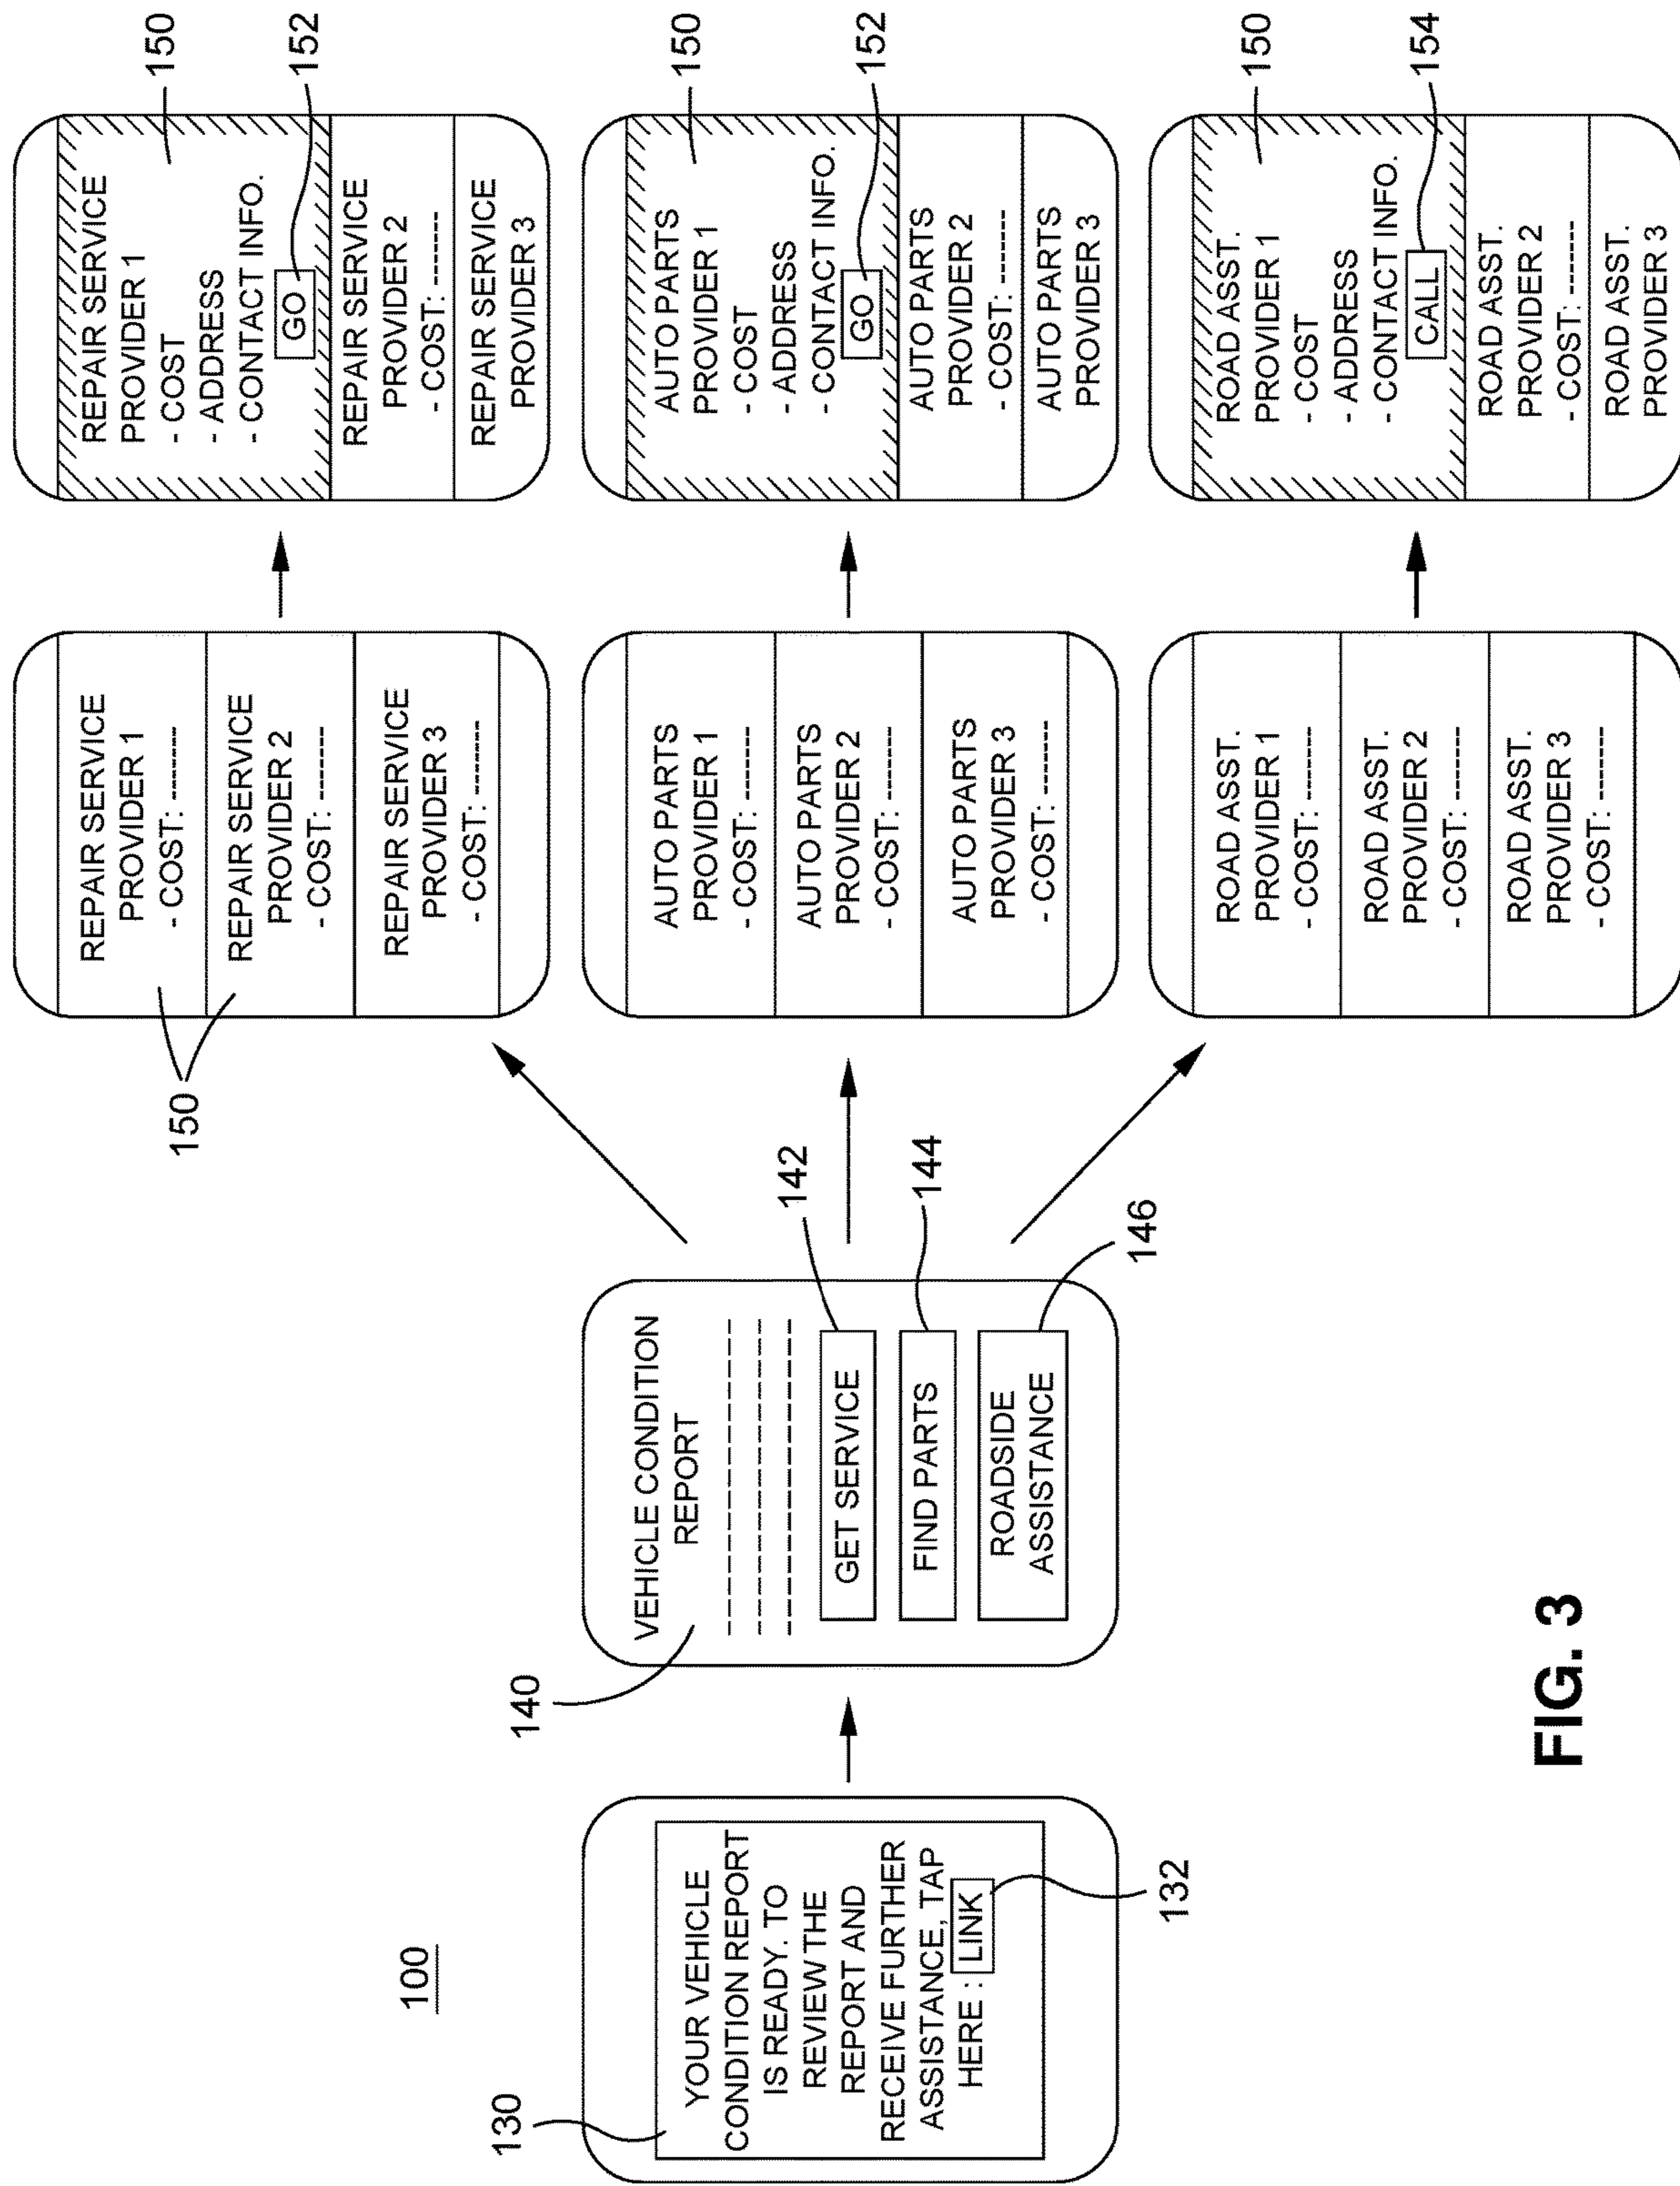 100
130
YOUR VEHICLE
CONDITION REPORT
IS READY. TO
REVIEW THE
REPORT AND
RECEIVE FURTHER
ASSISTANCE, TAP
HERE : LINK
132
140
VEHICLE CONDITION
REPORT
GET SERVICE
142
FIND PARTS
144
ROADSIDE
ASSISTANCE
146
150
REPAIR SERVICE
PROVIDER 1
- COST: -------
REPAIR SERVICE
PROVIDER 2
- COST: -------
REPAIR SERVICE
PROVIDER 3
- COST: -------
REPAIR SERVICE
PROVIDER 1
- COST
- ADDRESS
- CONTACT INFO.
GO
150
152
REPAIR SERVICE
PROVIDER 2
- COST: -------
REPAIR SERVICE
PROVIDER 3
AUTO PARTS
PROVIDER 1
- COST: -------
AUTO PARTS
PROVIDER 2
- COST: -------
AUTO PARTS
PROVIDER 3
- COST: -------
AUTO PARTS
PROVIDER 1
- COST
- ADDRESS
- CONTACT INFO.
GO
150
152
AUTO PARTS
PROVIDER 2
- COST: -------
AUTO PARTS
PROVIDER 3
ROAD ASST.
PROVIDER 1
- COST: -------
ROAD ASST.
PROVIDER 2
- COST: -------
ROAD ASST.
PROVIDER 3
- COST: -------
ROAD ASST.
PROVIDER 1
- COST
- ADDRESS
- CONTACT INFO.
CALL
150
154
ROAD ASST.
PROVIDER 2
- COST: -------
ROAD ASST.
PROVIDER 3
FIG. 3